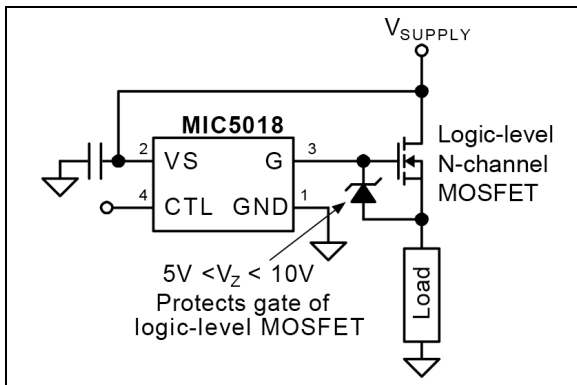 VSUPPLY
MIC5018
2
VS
G
3
4
CTL
GND
1
Logic-level
N-channel
MOSFET
5V <VZ < 10V
Protects gate of
logic-level MOSFET
Load